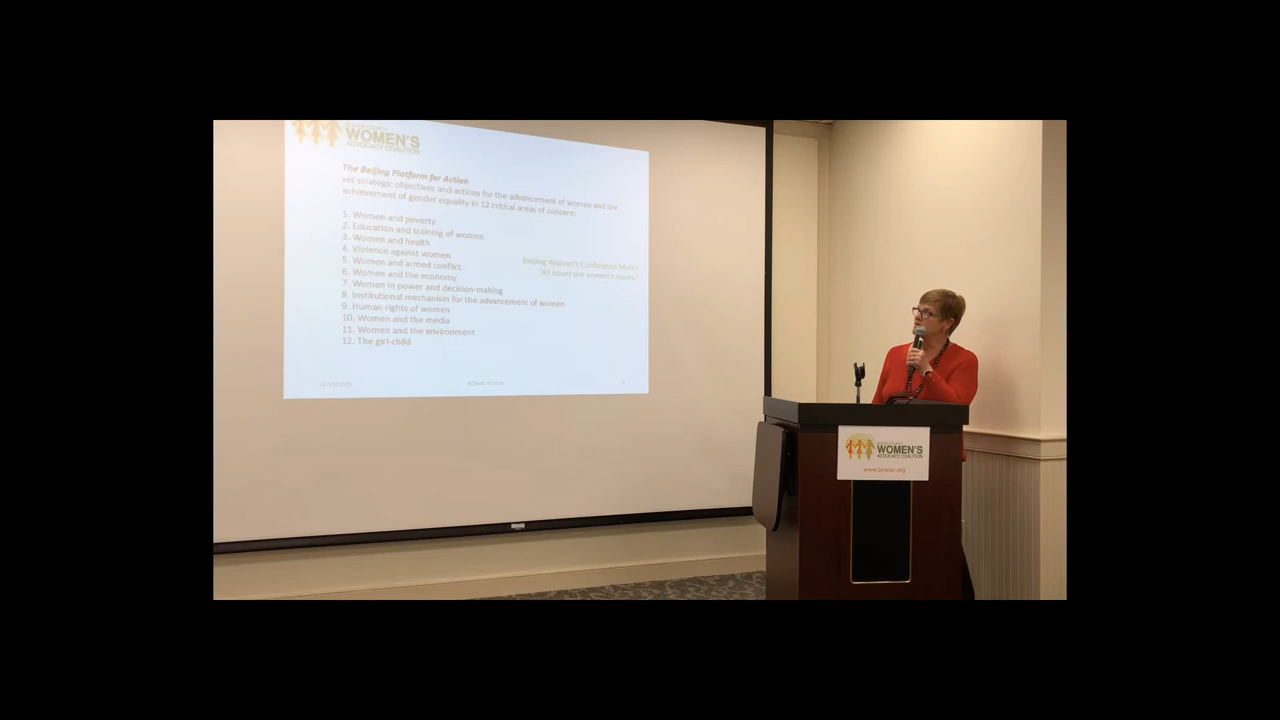 WOMEN'S
ADVOCACY COALITION
The Beijing Platform for Action
set strategic objectives and actions for the advancement of women and the
achievement of gender equality in 12 critical areas of concern:
1. Women and poverty
2. Education and training of women
3. Women and health
4. Violence against women
5. Women and armed conflict
6. Women and the economy
7. Women in power and decision-making
8. Institutional mechanism for the advancement of women
9. Human rights of women
10. Women and the media
11. Women and the environment
12. The girl-child
Beijing Women's Conference Motto
"All issues are women's issues."
WOMEN'S
ADVOCACY COALITION
www.bcwac.org